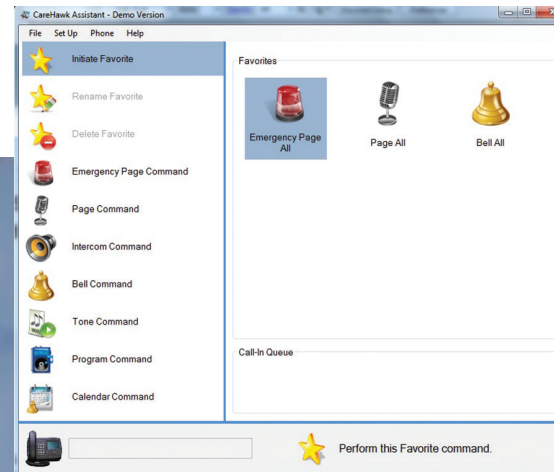 CareHawk Assistant - Demo Version
File Set Up Phone Help
Initiate Favorite
Rename Favorite
Delete Favorite
Emergency Page Command
Page Command
Intercom Command
Bell Command
Tone Command
Program Command
Calendar Command
Favorites
Emergency Page
All
Page All
Bell All
Call-In Queue
Perform this Favorite command.